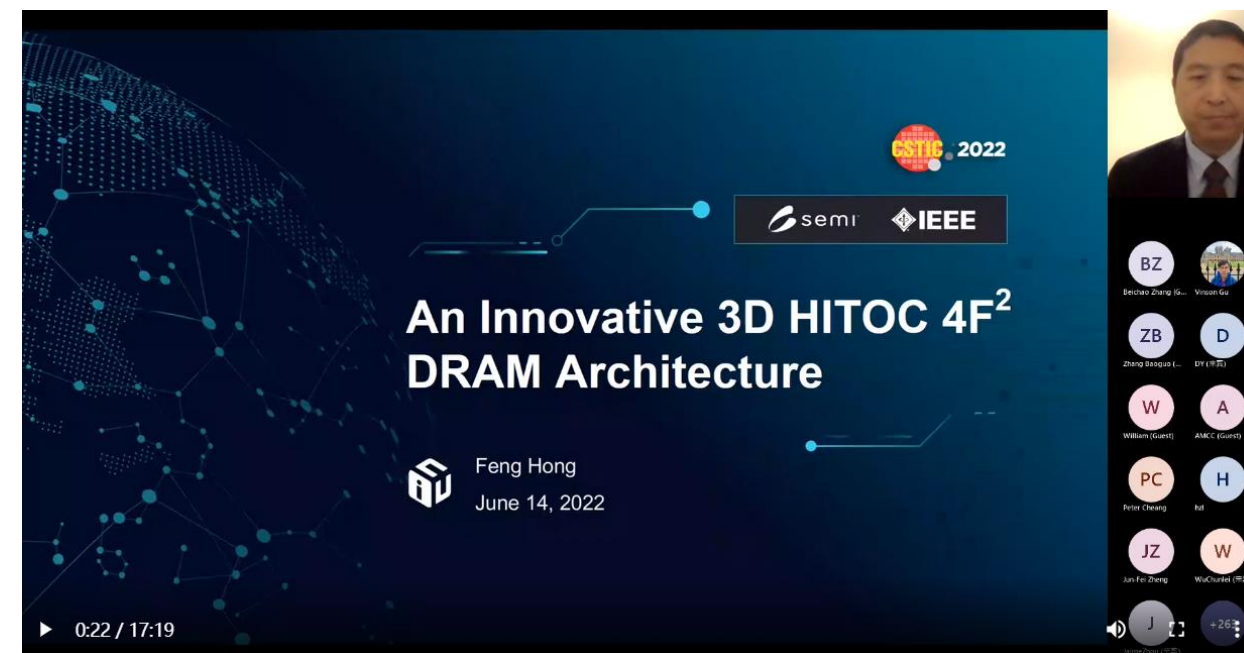 CSTIC 2022
semi IEEE
An Innovative 3D HITOC 4F²
DRAM Architecture
Feng Hong
June 14, 2022
0:22 / 17:19
BZ
Beichao Zhang (G... Vinson Gu
ZB D
Zhang Baoguo (...
DY
W A
William (Guest) AMCC (Guest)
PC H
Peter Cheang
JZ W
Jun-Fei Zheng WuChunlei
J +263